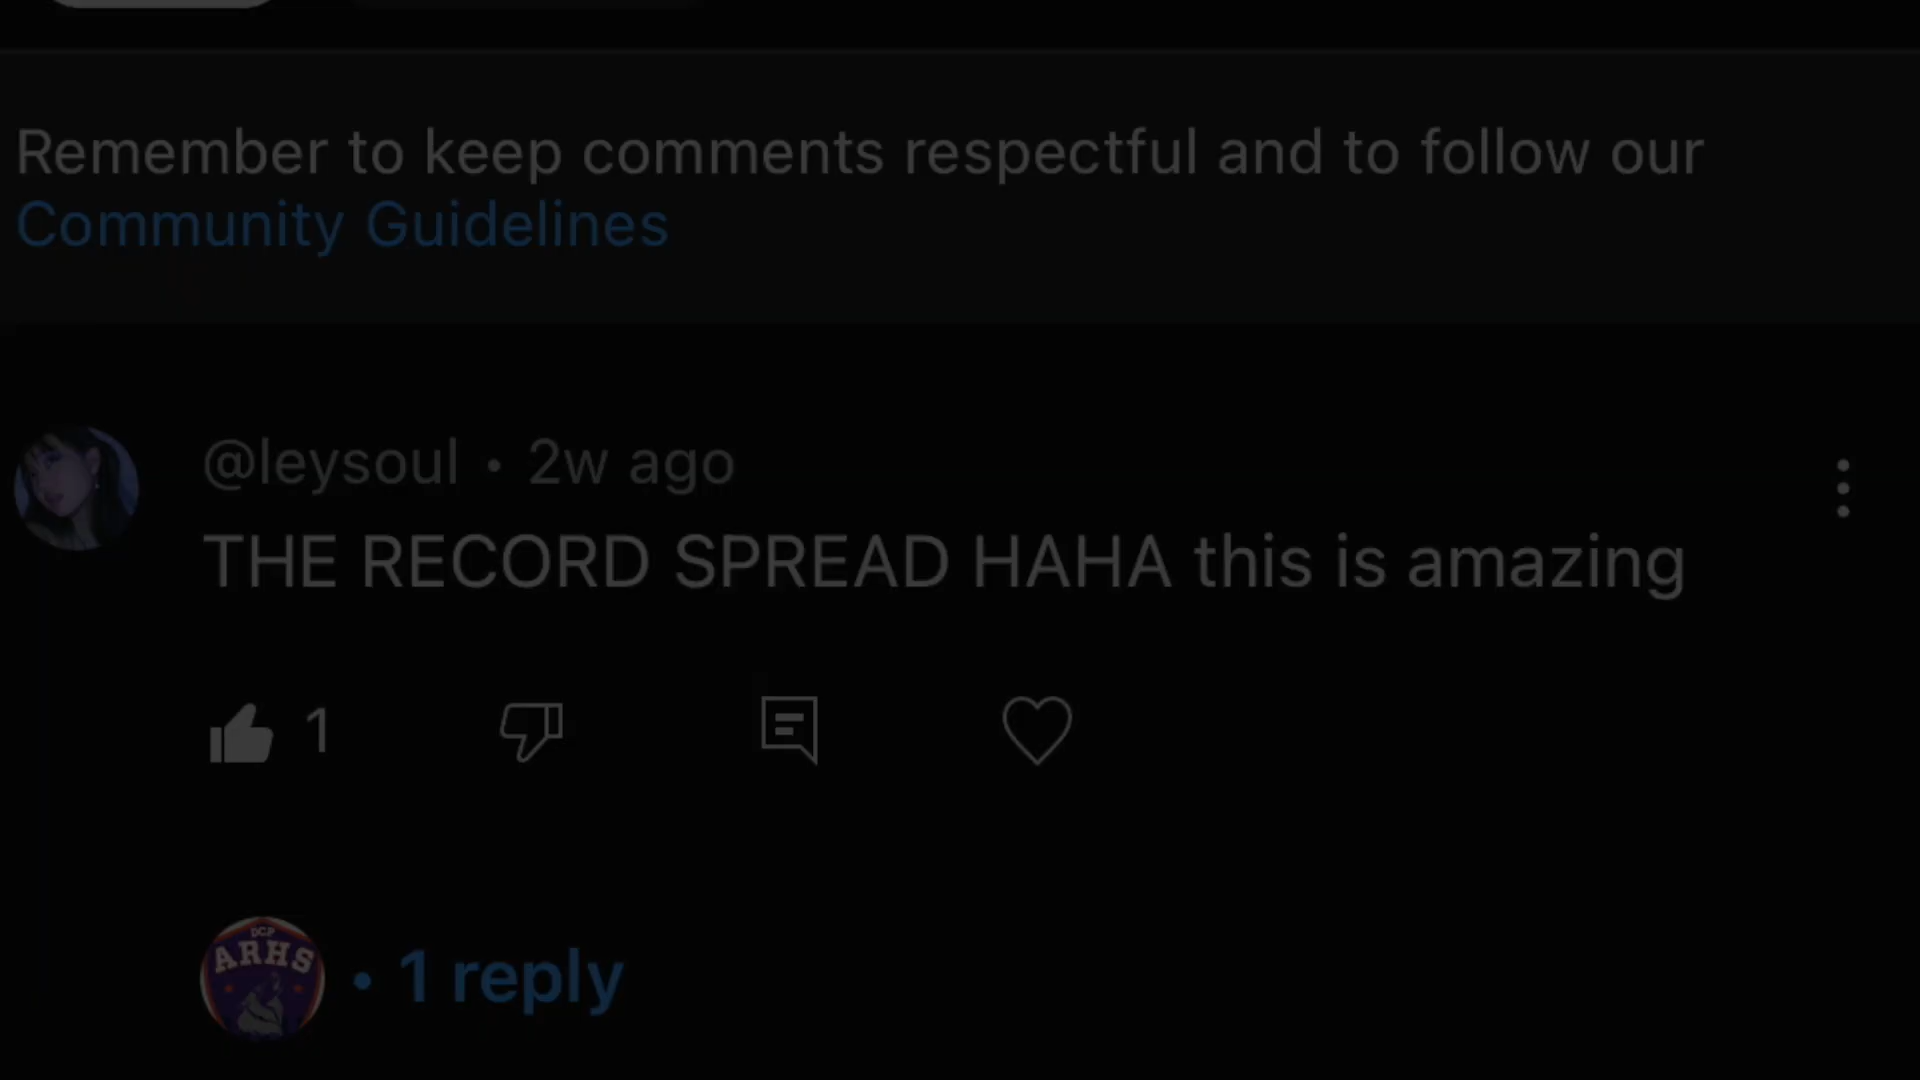 Remember to keep comments respectful and to follow our
Community Guidelines
@leysoul • 2w ago
THE RECORD SPREAD HAHA this is amazing
1
DCP
ARHS
• 1 reply